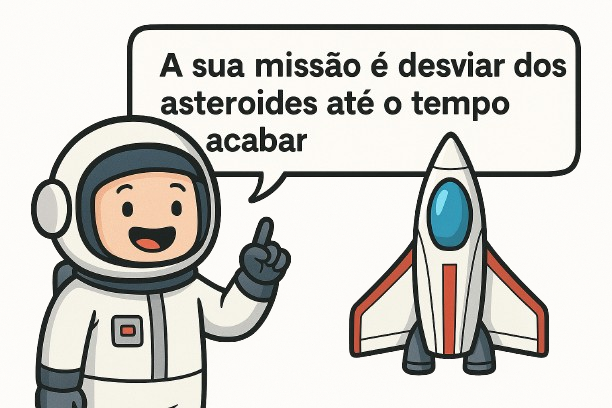 A sua missão é desviar dos
asteroides até o tempo
acabar